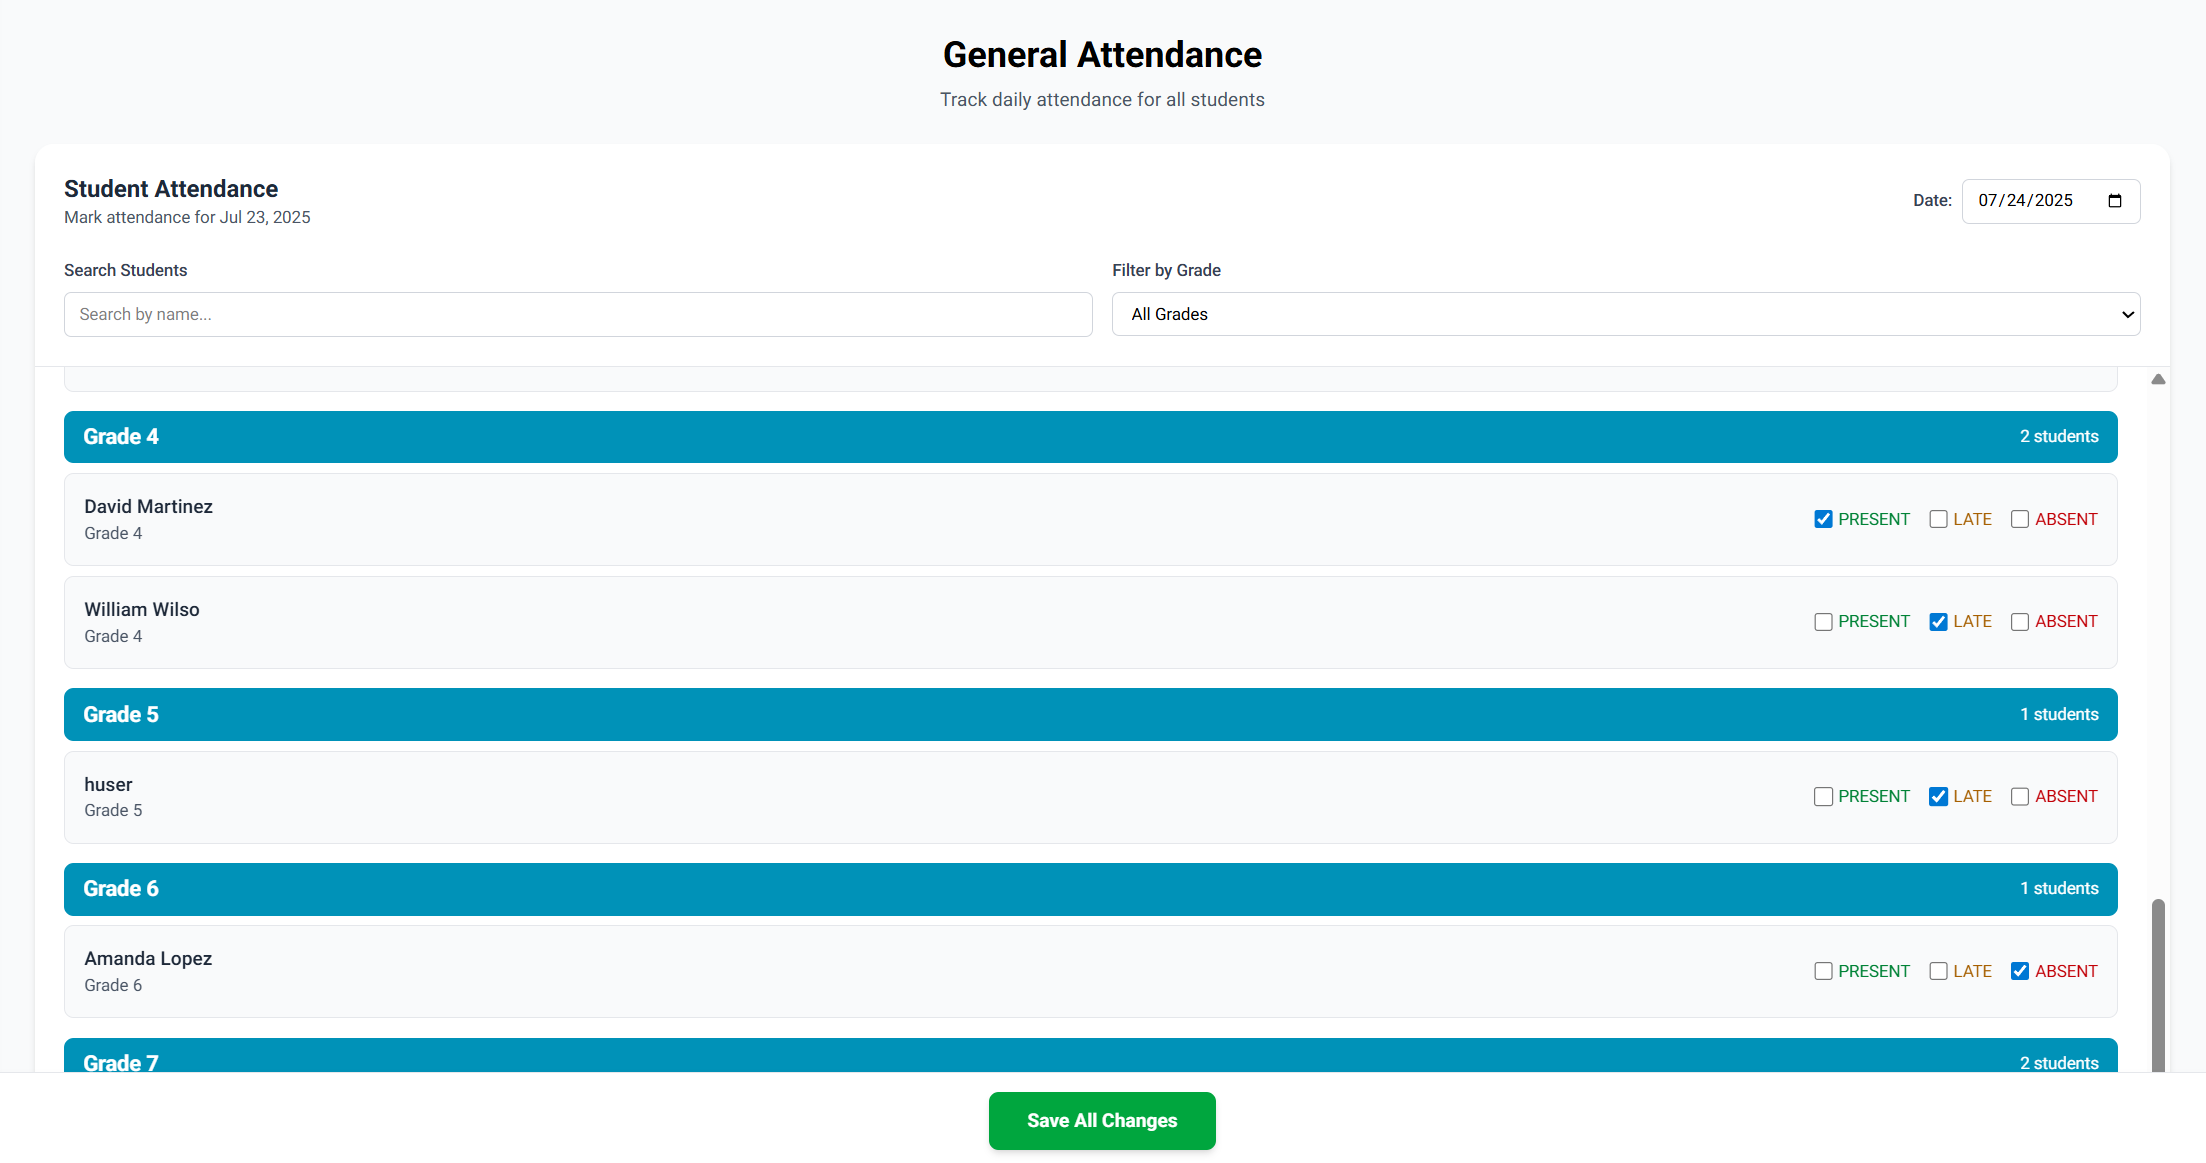 General Attendance
Track daily attendance for all students
Student Attendance
Mark attendance for Jul 23, 2025
Date: 07/24/2025
Search Students
Search by name...
Filter by Grade
All Grades
Grade 4 2 students
David Martinez
Grade 4
PRESENT LATE ABSENT
William Wilso
Grade 4
PRESENT LATE ABSENT
Grade 5 1 students
huser
Grade 5
PRESENT LATE ABSENT
Grade 6 1 students
Amanda Lopez
Grade 6
PRESENT LATE ABSENT
Grade 7 2 students
Save All Changes